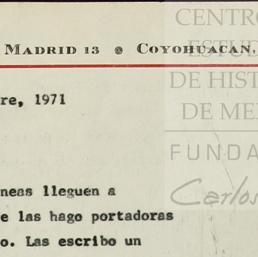 CENTRO
ESTUD
DE HIST
DE ME
FUNDA
Carlos
MADRID 13 @ COYOHUACAN,
re, 1971
neas lleguen a
e las hago portadoras
o. Las escribo un